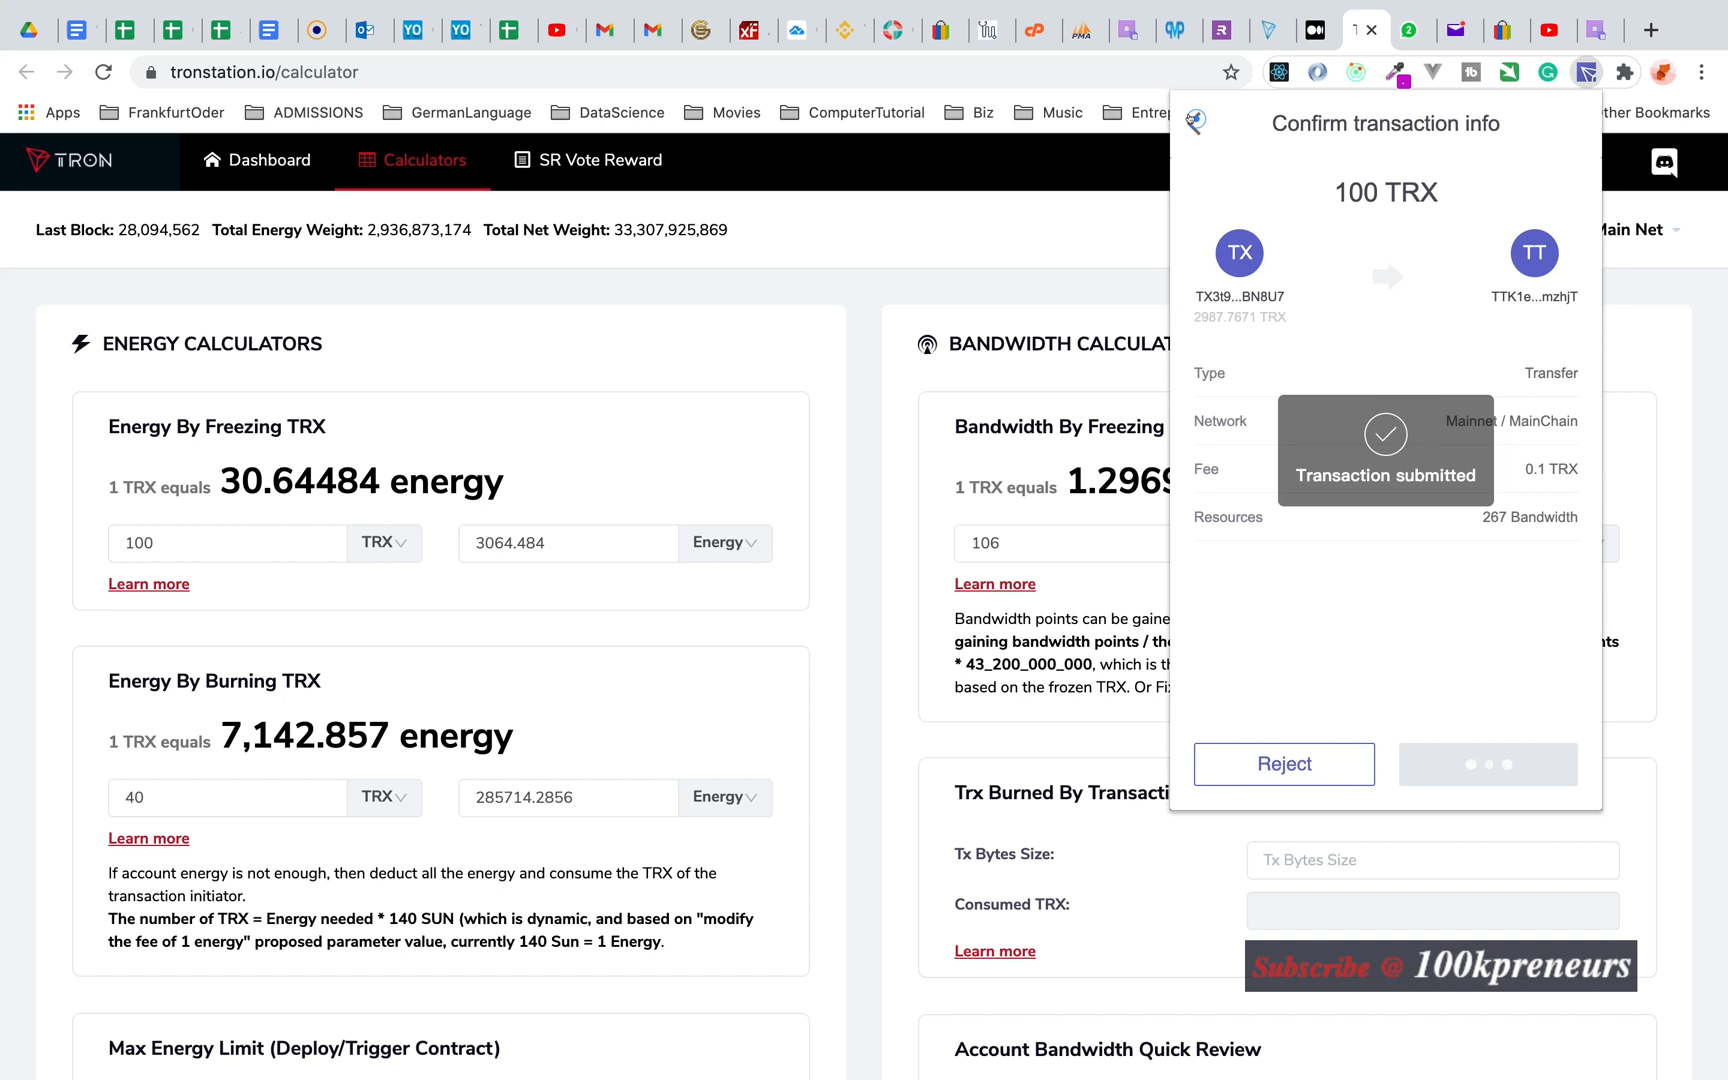 tronstation.io/calculator
Apps FrankfurtOder ADMISSIONS GermanLanguage DataScience Movies ComputerTutorial Biz Music Entrep ther Bookmarks
TRON Dashboard Calculators SR Vote Reward
Last Block: 28,094,562 Total Energy Weight: 2,936,873,174 Total Net Weight: 33,307,925,869
Main Net
ENERGY CALCULATORS
Energy By Freezing TRX
1 TRX equals 30.64484 energy
100 TRX 3064.484 Energy
Learn more
Energy By Burning TRX
1 TRX equals 7,142.857 energy
40 TRX 285714.2856 Energy
Learn more
If account energy is not enough, then deduct all the energy and consume the TRX of the
transaction initiator.
The number of TRX = Energy needed * 140 SUN (which is dynamic, and based on "modify
the fee of 1 energy" proposed parameter value, currently 140 Sun = 1 Energy.
Max Energy Limit (Deploy/Trigger Contract)
BANDWIDTH CALCULAT
Bandwidth By Freezing
1 TRX equals 1.2969
106
Learn more
Bandwidth points can be gaine
gaining bandwidth points / the nts
* 43_200_000_000, which is th
based on the frozen TRX. Or Fix
Trx Burned By Transacti
Tx Bytes Size: Tx Bytes Size
Consumed TRX:
Learn more
Subscribe @ 100kpreneurs
Account Bandwidth Quick Review
Confirm transaction info
100 TRX
TX TT
TX3t9...BN8U7 TTK1e...mzhjT
2987.7671 TRX
Type Transfer
Network Mainnet / MainChain
Fee 0.1 TRX
Transaction submitted
Resources 267 Bandwidth
Reject